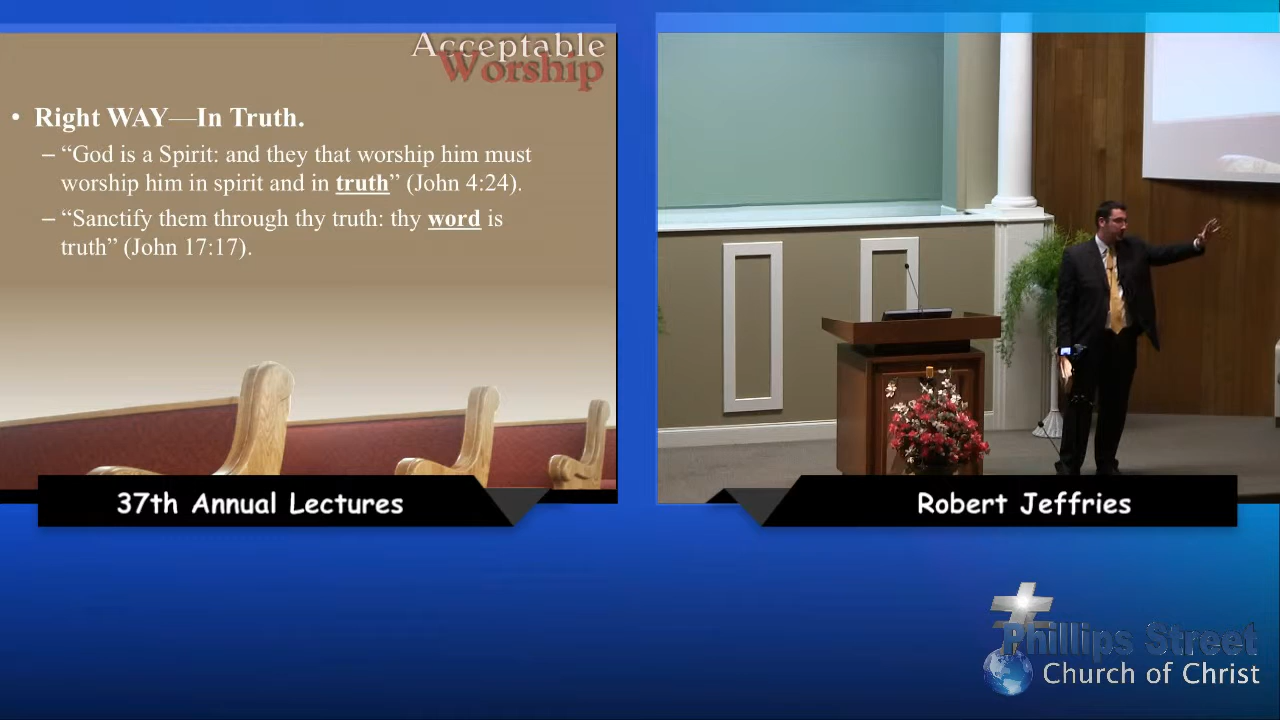 Acceptable
Worship
• Right WAY—In Truth.
– “God is a Spirit: and they that worship him must
worship him in spirit and in truth” (John 4:24).
– “Sanctify them through thy truth: thy word is
truth” (John 17:17).
37th Annual Lectures
Robert Jeffries
Phillips Street
Church of Christ